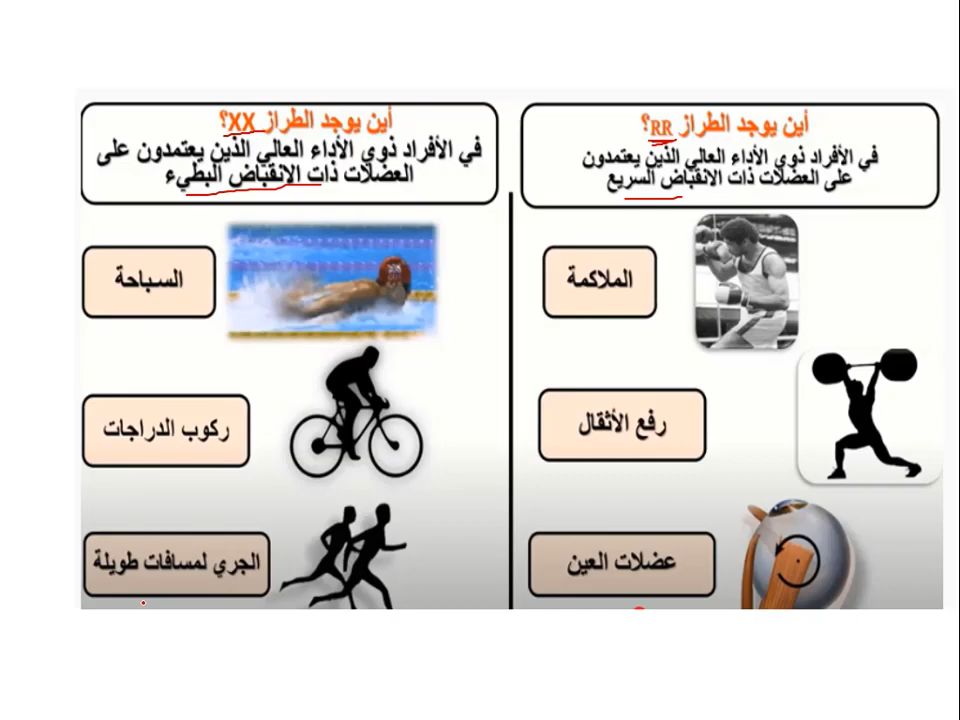 أين يوجد الطراز RR؟
في الأفراد ذوي الأداء العالي الذين يعتمدون
على العضلات ذات الانقباض السريع
الملاكمة
رفع الأثقال
عضلات العين
أين يوجد الطراز XX؟
في الأفراد ذوي الأداء العالي الذين يعتمدون على
العضلات ذات الانقباض البطيء
السباحة
ركوب الدراجات
الجري لمسافات طويلة